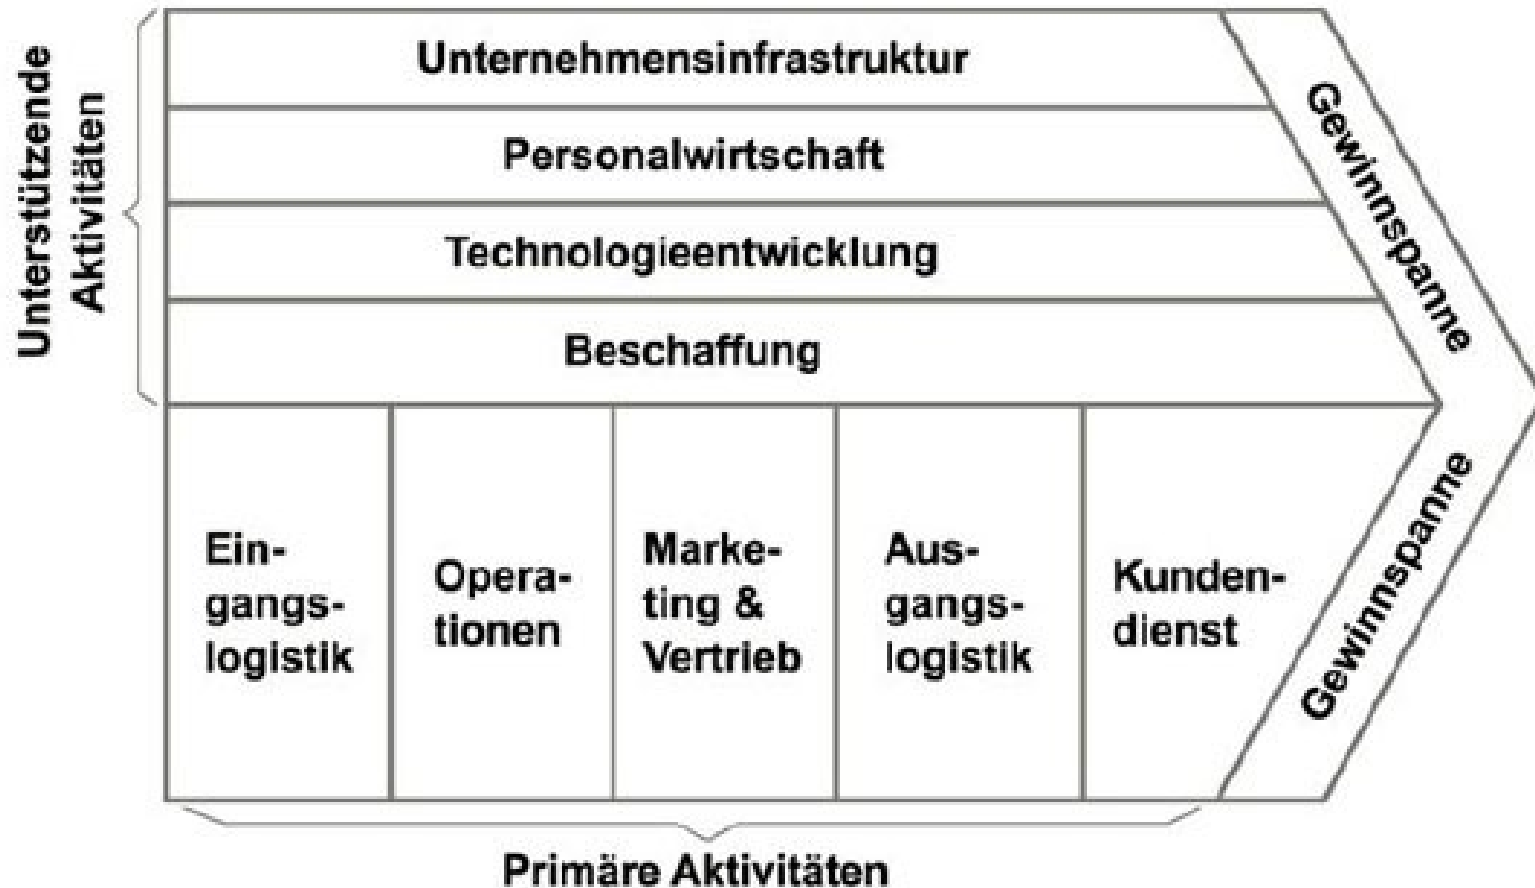 Unterstützende
Aktivitäten
Unternehmensinfrastruktur
Personalwirtschaft
Technologieentwicklung
Beschaffung
Gewinnspanne
Ein-
gangs-
logistik
Opera-
tionen
Marke-
ting &
Vertrieb
Aus-
gangs-
logistik
Kunden-
dienst
Gewinnspanne
Primäre Aktivitäten